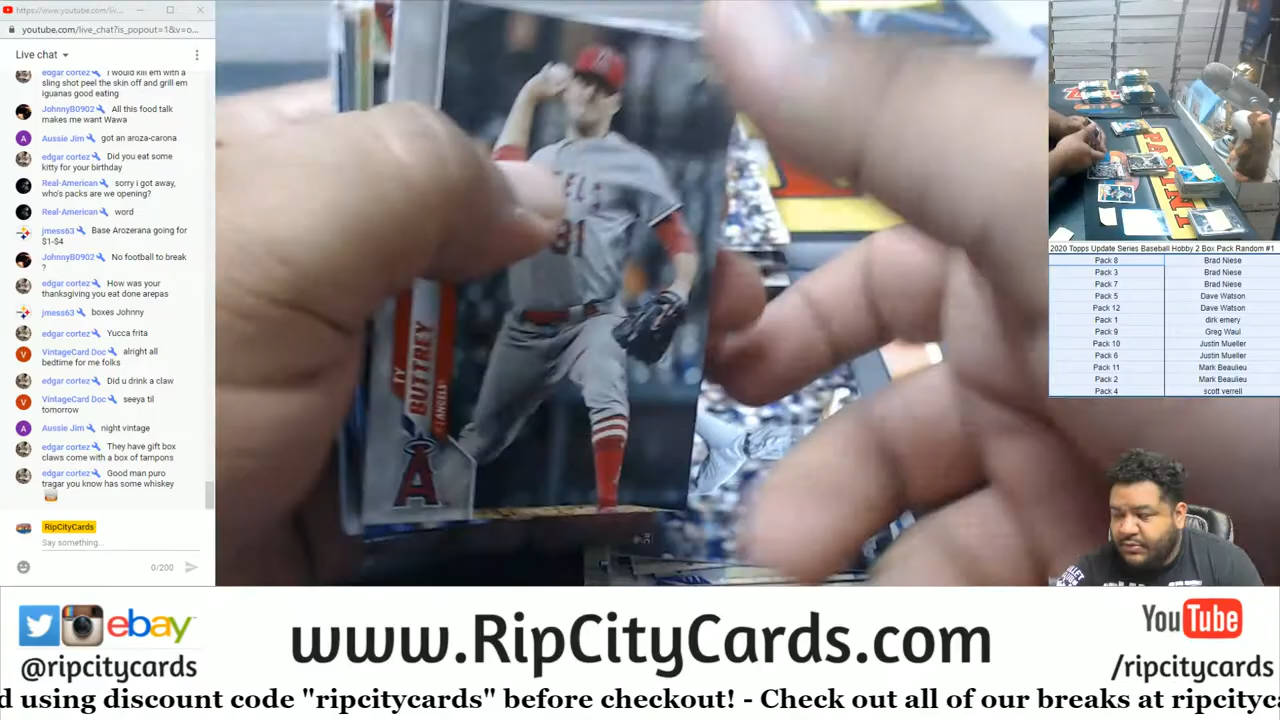 https://www.youtube.com/liv...
youtube.com/live_chat?is_popout=1&v=o...
Live chat
edgar cortez I would kill em with a
sling shot peel the skin off and grill em
iguanas good eating
JohnnyB0902 All this food talk
makes me want Wawa
Aussie Jim got an aroza-carona
edgar cortez Did you eat some
kitty for your birthday
Real-American sorry i got away,
who's packs are we opening?
Real-American word
jmess63 Base Arozerana going for
$1-$4
JohnnyB0902 No football to break
?
edgar cortez How was your
thanksgiving you eat done arepas
jmess63 boxes Johnny
edgar cortez Yucca frita
VintageCard Doc alright all
bedtime for me folks
edgar cortez Did u drink a claw
VintageCard Doc seeya til
tomorrow
Aussie Jim night vintage
edgar cortez They have gift box
claws come with a box of tampons
edgar cortez Good man puro
tragar you know has some whiskey
RipCityCards
Say something...
0/200
TY
BUTTREY
ANGELS
A
ELS
81
PANINI
2020 Topps Update Series Baseball Hobby 2 Box Pack Random #1
Pack 8 Brad Niese
Pack 3 Brad Niese
Pack 7 Brad Niese
Pack 5 Dave Watson
Pack 12 Dave Watson
Pack 1 dirk emery
Pack 9 Greg Waul
Pack 10 Justin Mueller
Pack 6 Justin Mueller
Pack 11 Mark Beaulieu
Pack 2 Mark Beaulieu
Pack 4 scott verrell
ebay
@ripcitycards
www.RipCityCards.com
YouTube
/ripcitycards
d using discount code "ripcitycards" before checkout! - Check out all of our breaks at ripcityc